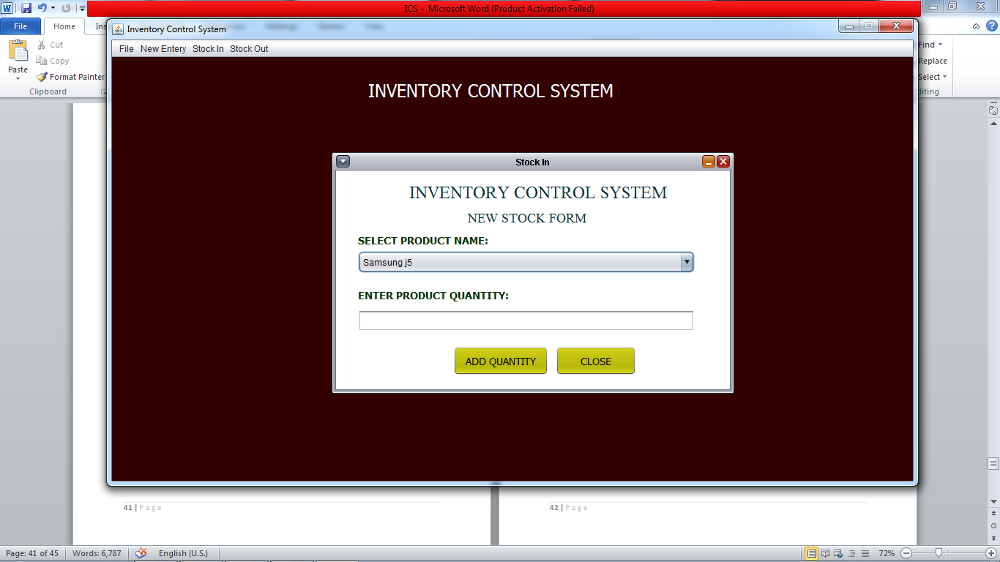 ICS - Microsoft Word (Product Activation Failed)
File Home Ins
Cut
Copy
Format Painter
Paste
Clipboard
Find
Replace
Select
diting
Inventory Control System
File New Entery Stock In Stock Out
INVENTORY CONTROL SYSTEM
Stock In
INVENTORY CONTROL SYSTEM
NEW STOCK FORM
SELECT PRODUCT NAME:
Samsung j5
ENTER PRODUCT QUANTITY:
ADD QUANTITY CLOSE
41 | Page
42 | Page
Page: 41 of 45 Words: 6,787 English (U.S.) 72%